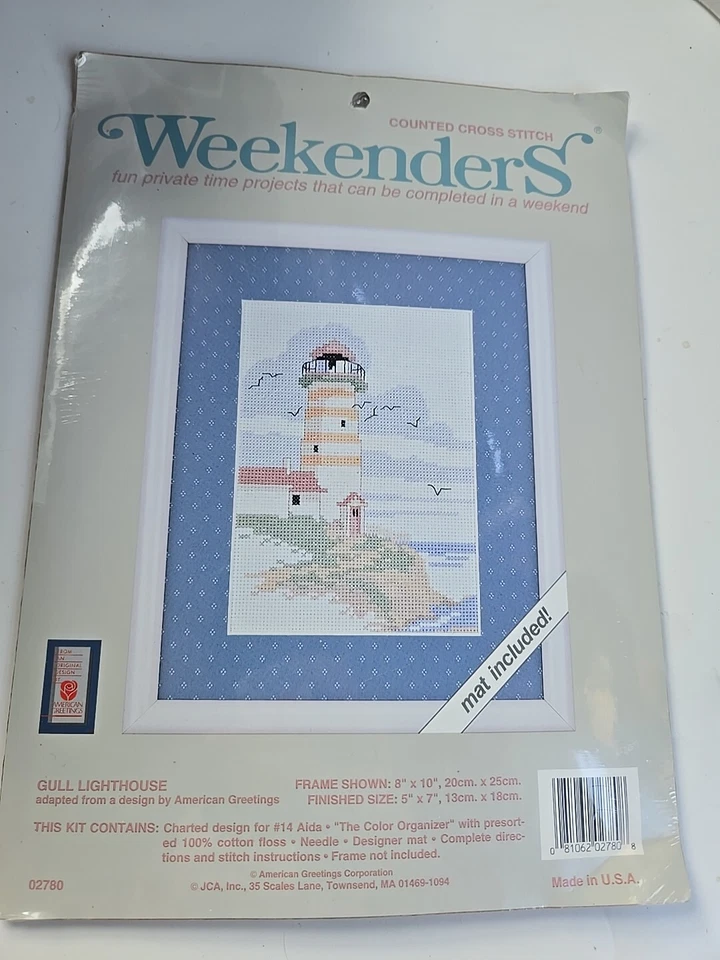 COUNTED CROSS STITCH
WeekenderS®
fun private time projects that can be completed in a weekend
mat included!
FROM
AN
ORIGINAL
DESIGN
AMERICAN
GREETINGS
GULL LIGHTHOUSE
adapted from a design by American Greetings
FRAME SHOWN: 8" x 10", 20cm. x 25cm.
FINISHED SIZE: 5" x 7", 13cm. x 18cm.
THIS KIT CONTAINS: Charted design for #14 Aida • "The Color Organizer" with presort-
ed 100% cotton floss • Needle • Designer mat • Complete direc-
tions and stitch instructions • Frame not included.
© American Greetings Corporation
© JCA, Inc., 35 Scales Lane, Townsend, MA 01469-1094
02780
0 81062 02780 8
Made in U.S.A.